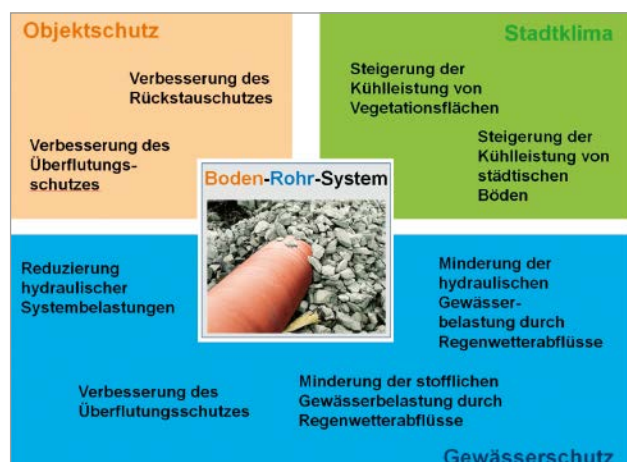 Objektschutz
Verbesserung des
Rückstauschutzes
Verbesserung des
Überflutungs-
schutzes
Stadtklima
Steigerung der
Kühlleistung von
Vegetationsflächen
Steigerung der
Kühlleistung von
städtischen
Böden
Boden-Rohr-System
Reduzierung
hydraulischer
Systembelastungen
Minderung der
hydraulischen
Gewässer-
belastung durch
Regenwetterabflüsse
Verbesserung des
Überflutungsschutzes
Minderung der stofflichen
Gewässerbelastung durch
Regenwetterabflüsse
Gewässerschutz